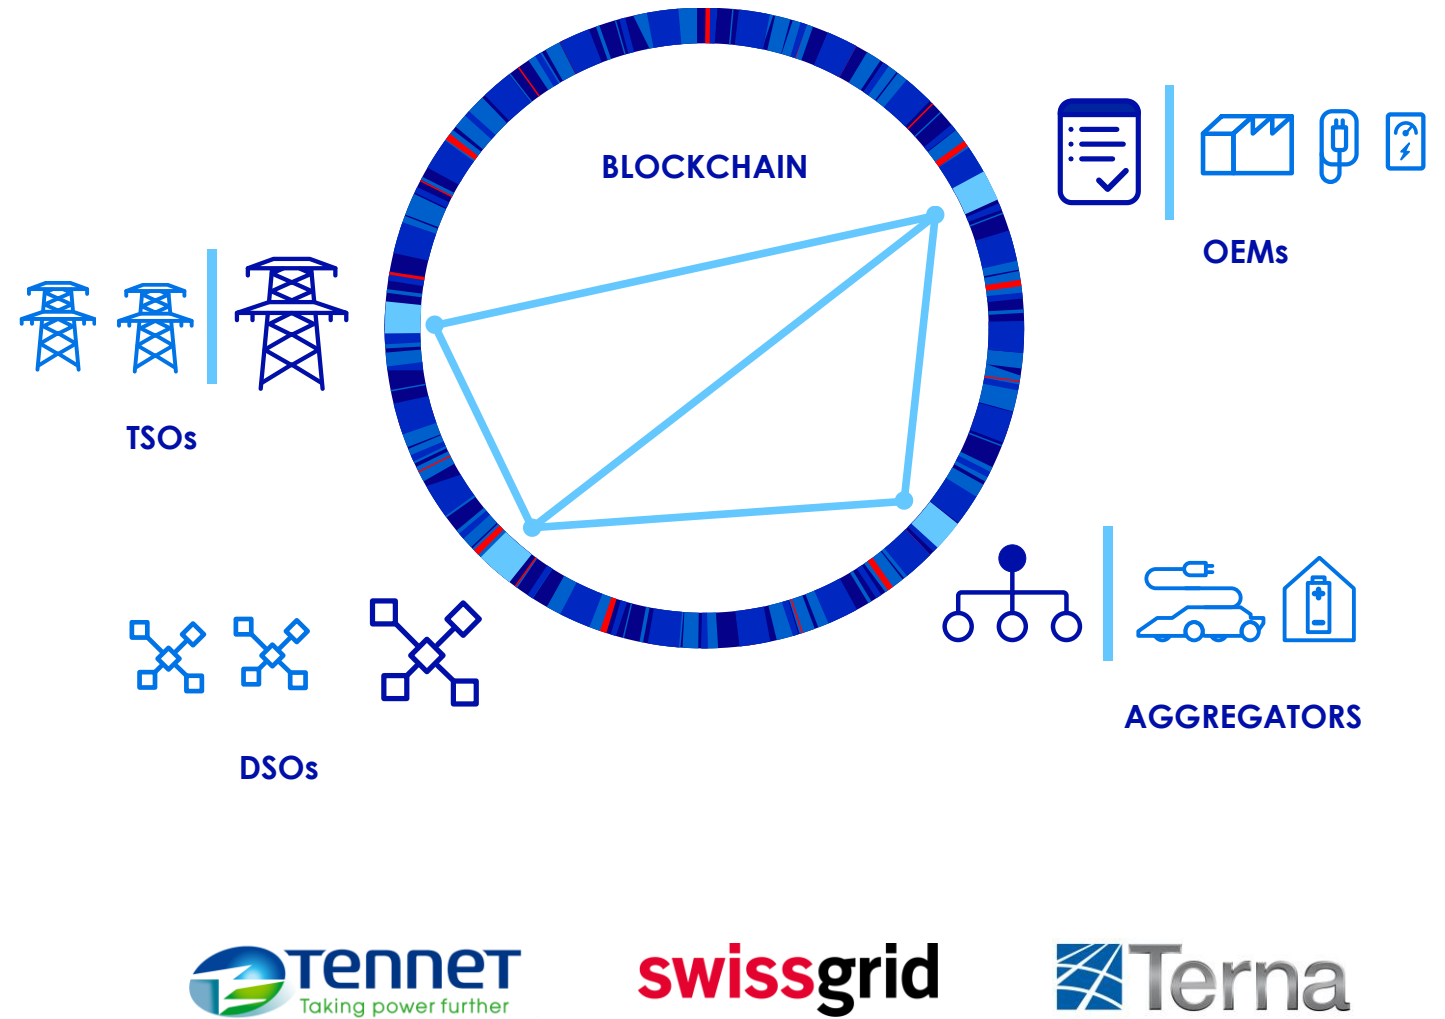 BLOCKCHAIN
OEMs
TSOs
AGGREGATORS
DSOs
TenneT
Taking power further
swissgrid
Terna